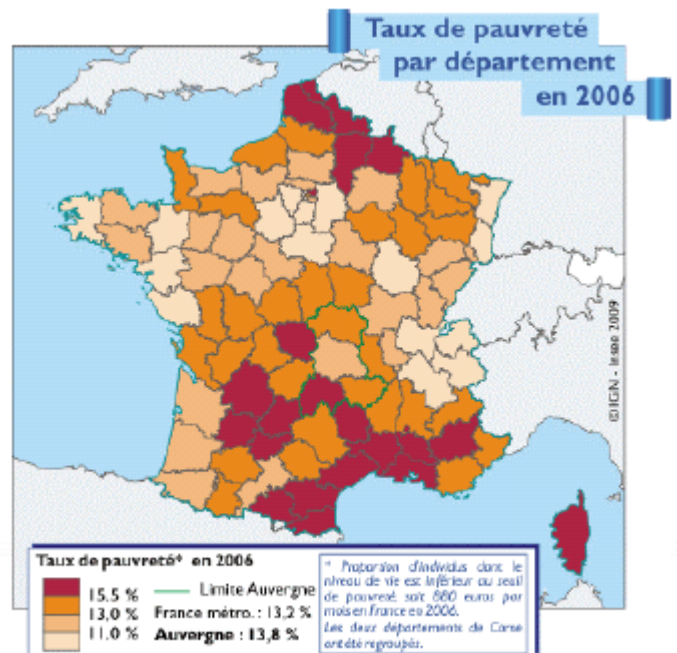 Taux de pauvreté
par département
en 2006
©IGN - Insee 2009
Taux de pauvreté* en 2006
15,5 %
13,0 %
11,0 %
Limite Auvergne
France métro. : 13,2 %
Auvergne : 13,8 %
* Proportion d'individus dont le
niveau de vie est inférieur au seuil
de pauvreté, soit 880 euros par
mois en France en 2006.
Les deux départements de Corse
ont été regroupés.